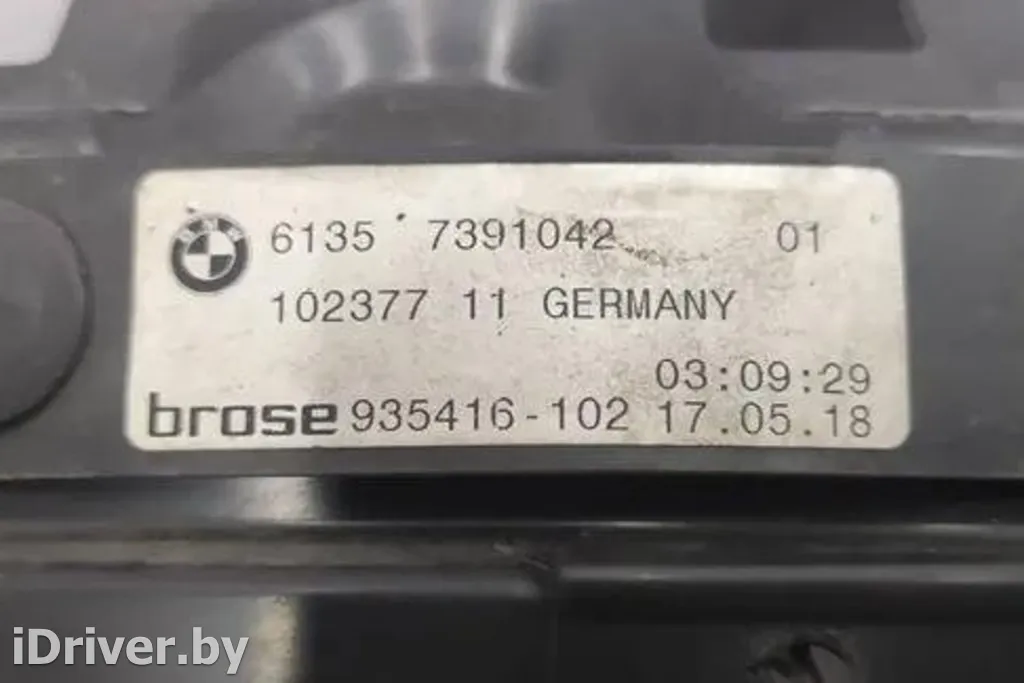 6135 7391042 01
102377 11 GERMANY
03:09:29
brose 935416-102 17.05.18
iDriver.by